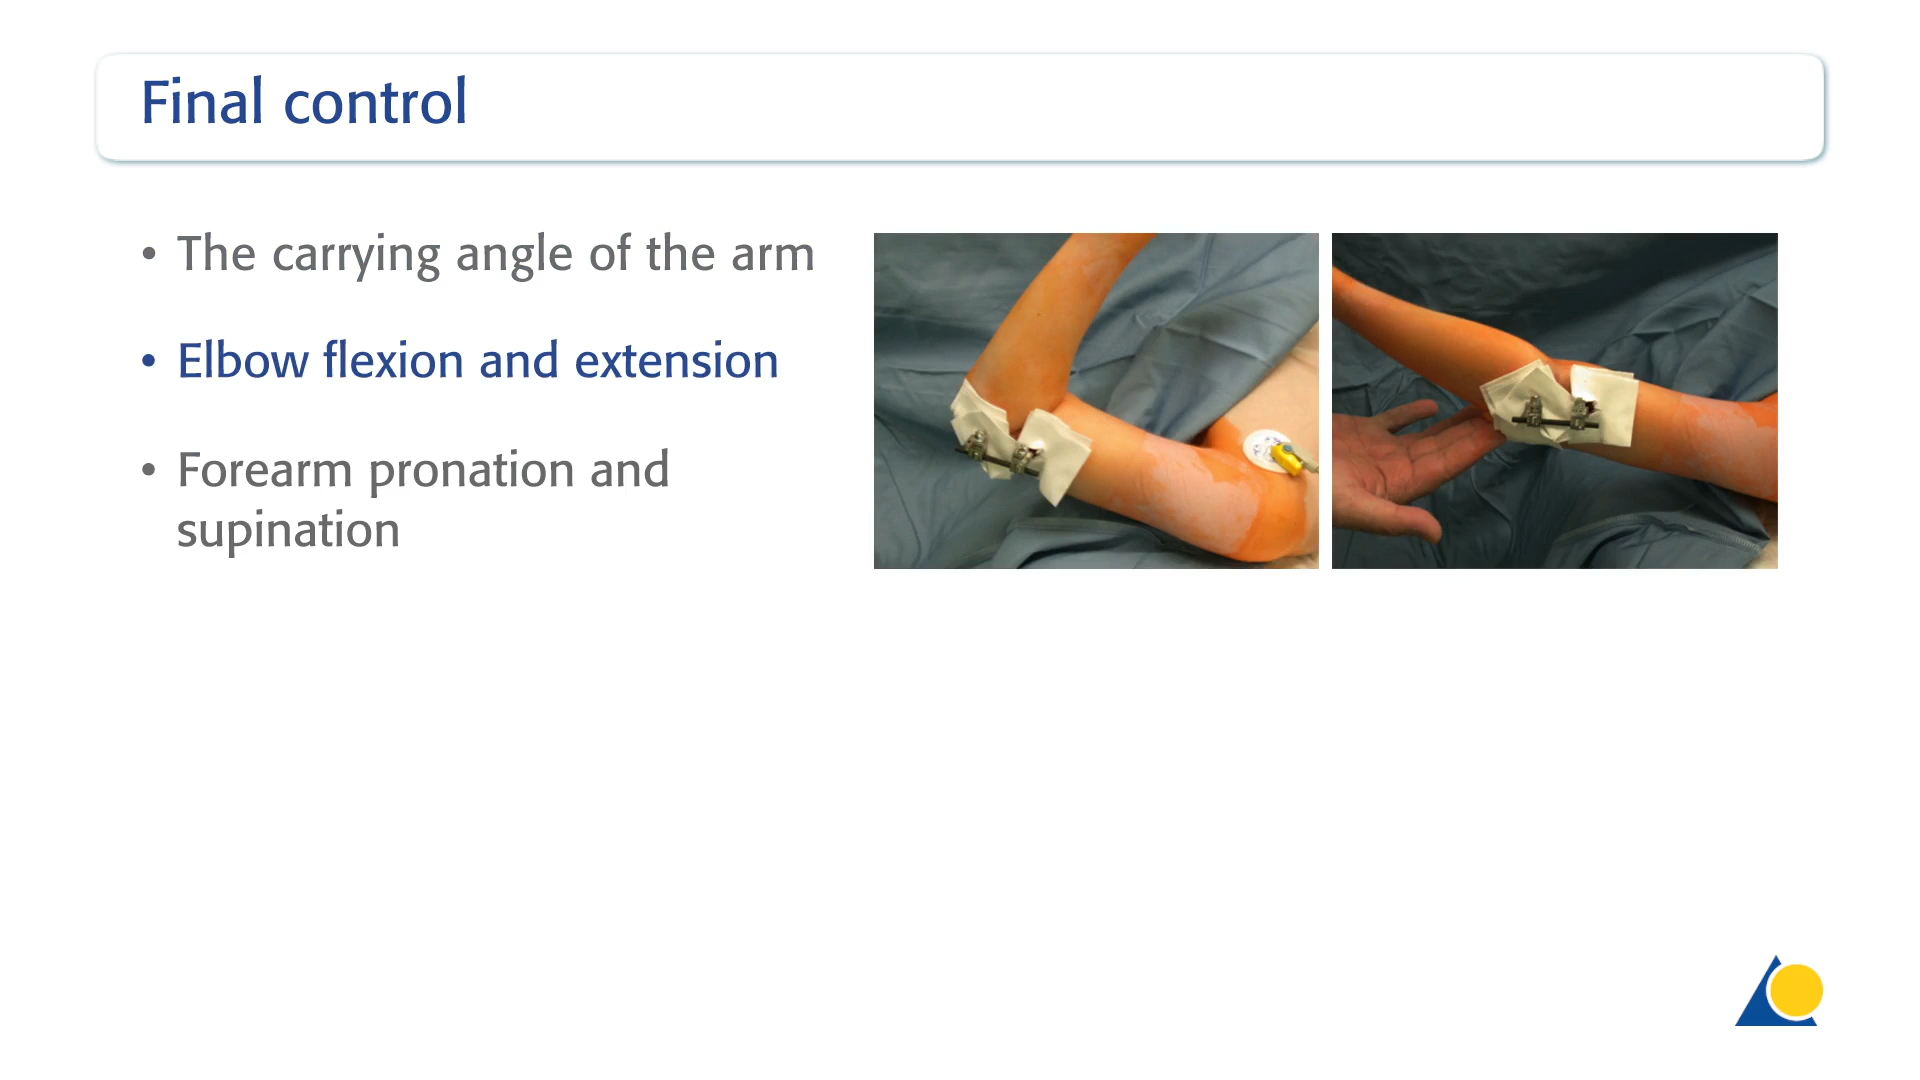 Final control
• The carrying angle of the arm
• Elbow flexion and extension
• Forearm pronation and
supination